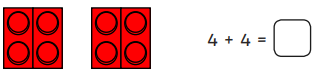 4 + 4 =